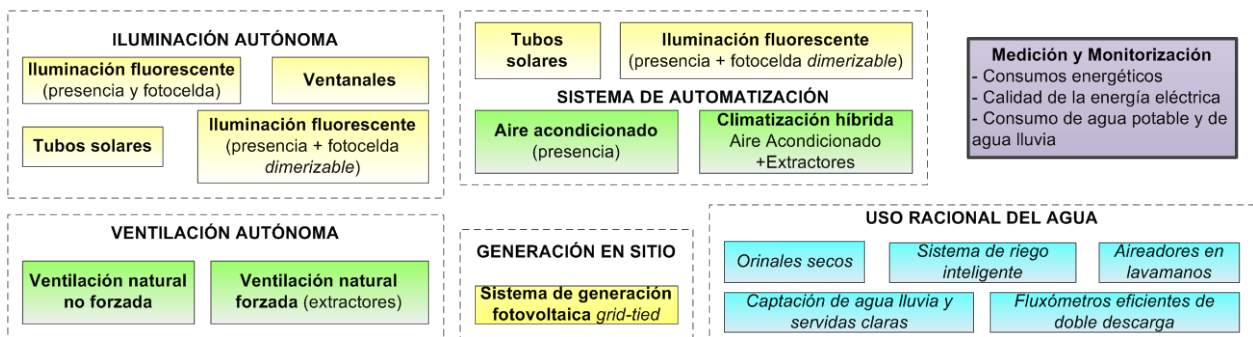 ILUMINACIÓN AUTÓNOMA
Iluminación fluorescente
(presencia y fotocelda)
Ventanales
Tubos solares
Iluminación fluorescente
(presencia + fotocelda
dimerizable)
Tubos
solares
Iluminación fluorescente
(presencia + fotocelda dimerizable)
SISTEMA DE AUTOMATIZACIÓN
Aire acondicionado
(presencia)
Climatización híbrida
Aire Acondicionado
+Extractores
Medición y Monitorización
- Consumos energéticos
- Calidad de la energía eléctrica
- Consumo de agua potable y de
agua lluvia
VENTILACIÓN AUTÓNOMA
Ventilación natural
no forzada
Ventilación natural
forzada (extractores)
GENERACIÓN EN SITIO
Sistema de generación
fotovoltaica grid-tied
USO RACIONAL DEL AGUA
Orinales secos
Sistema de riego
inteligente
Aireadores en
lavamanos
Captación de agua lluvia y
servidas claras
Fluxómetros eficientes de
doble descarga